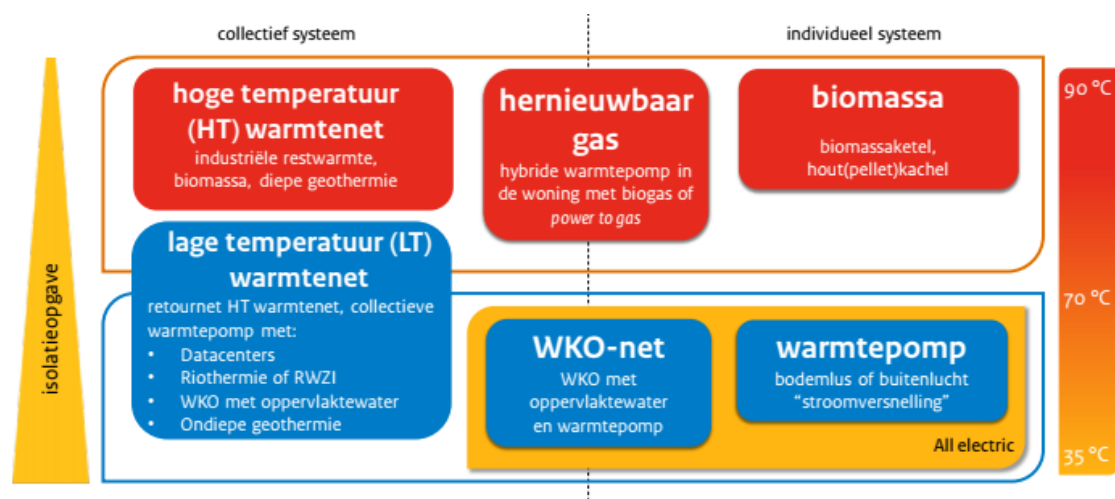 collectief systeem
individueel systeem
hoge temperatuur
(HT) warmtenet
industriële restwarmte,
biomassa, diepe geothermie
hernieuwbaar
gas
hybride warmtepomp in
de woning met biogas of
power to gas
biomassa
biomassaketel,
hout(pellet)kachel
90 °C
lage temperatuur (LT)
warmtenet
retournet HT warmtenet, collectieve
warmtepomp met:
• Datacenters
• Riothermie of RWZI
• WKO met oppervlaktewater
• Ondiepe geothermie
isolatieopgave
70 °C
WKO-net
WKO met
oppervlaktewater
en warmtepomp
warmtepomp
bodemlus of buitenlucht
“stroomversnelling”
All electric
35 °C